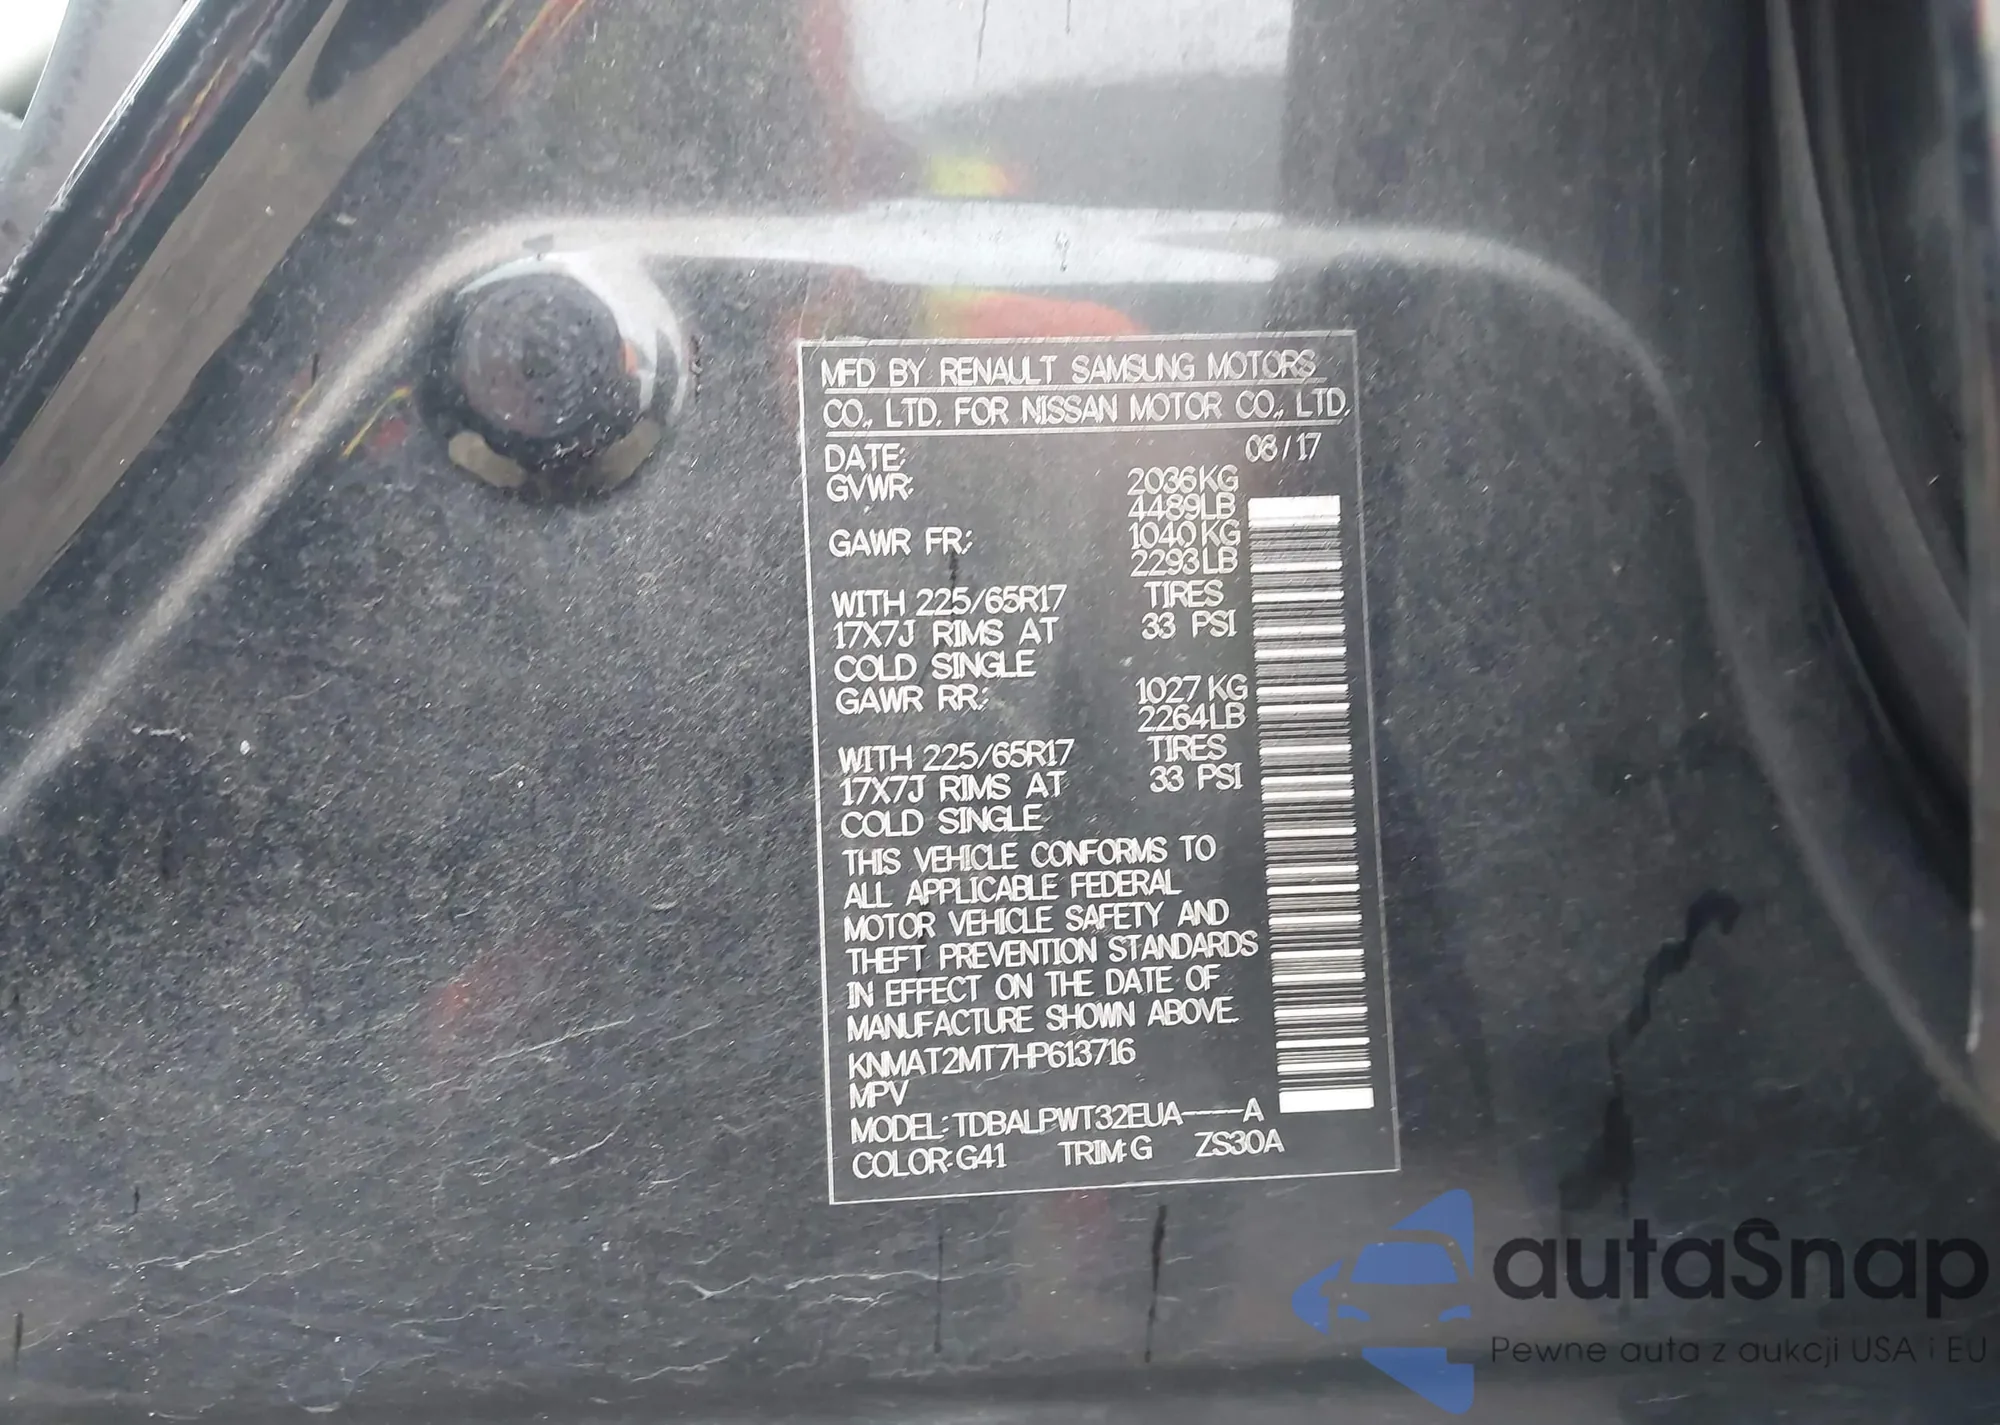 MFD BY RENAULT SAMSUNG MOTORS
CO., LTD. FOR NISSAN MOTOR CO., LTD.
DATE: 08/17
GVWR: 2036KG
4489LB
GAWR FR: 1040KG
2293LB
WITH 225/65R17 TIRES
17X7J RIMS AT 33 PSI
COLD SINGLE
GAWR RR: 1027KG
2264LB
WITH 225/65R17 TIRES
17X7J RIMS AT 33 PSI
COLD SINGLE
THIS VEHICLE CONFORMS TO
ALL APPLICABLE FEDERAL
MOTOR VEHICLE SAFETY AND
THEFT PREVENTION STANDARDS
IN EFFECT ON THE DATE OF
MANUFACTURE SHOWN ABOVE.
KNMAT2MT7HP613716
MPV
MODEL: TDBALPWT32EUA----A
COLOR: G41 TRIM: G ZS30A
autaSnap
Pewne auta z aukcji USA i EU